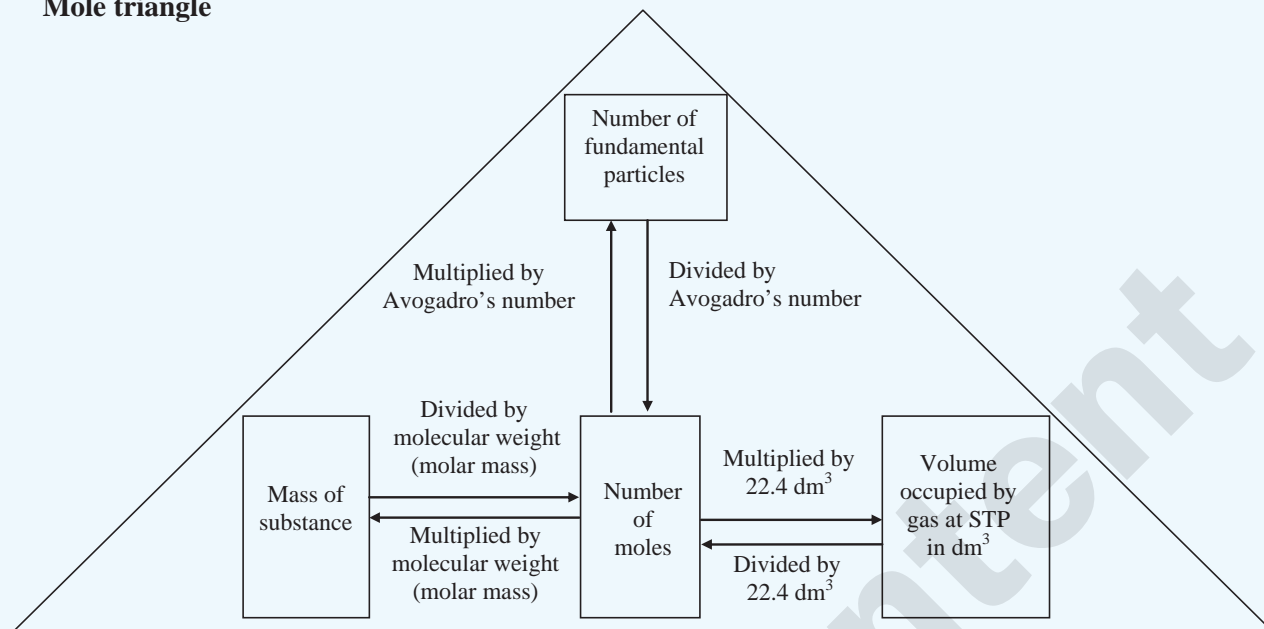 Mole triangle
Number of
fundamental
particles
Multiplied by
Avogadro's number
Divided by
Avogadro's number
Mass of
substance
Divided by
molecular weight
(molar mass)
Multiplied by
molecular weight
(molar mass)
Number
of
moles
Multiplied by
22.4 dm³
Divided by
22.4 dm³
Volume
occupied by
gas at STP
in dm³